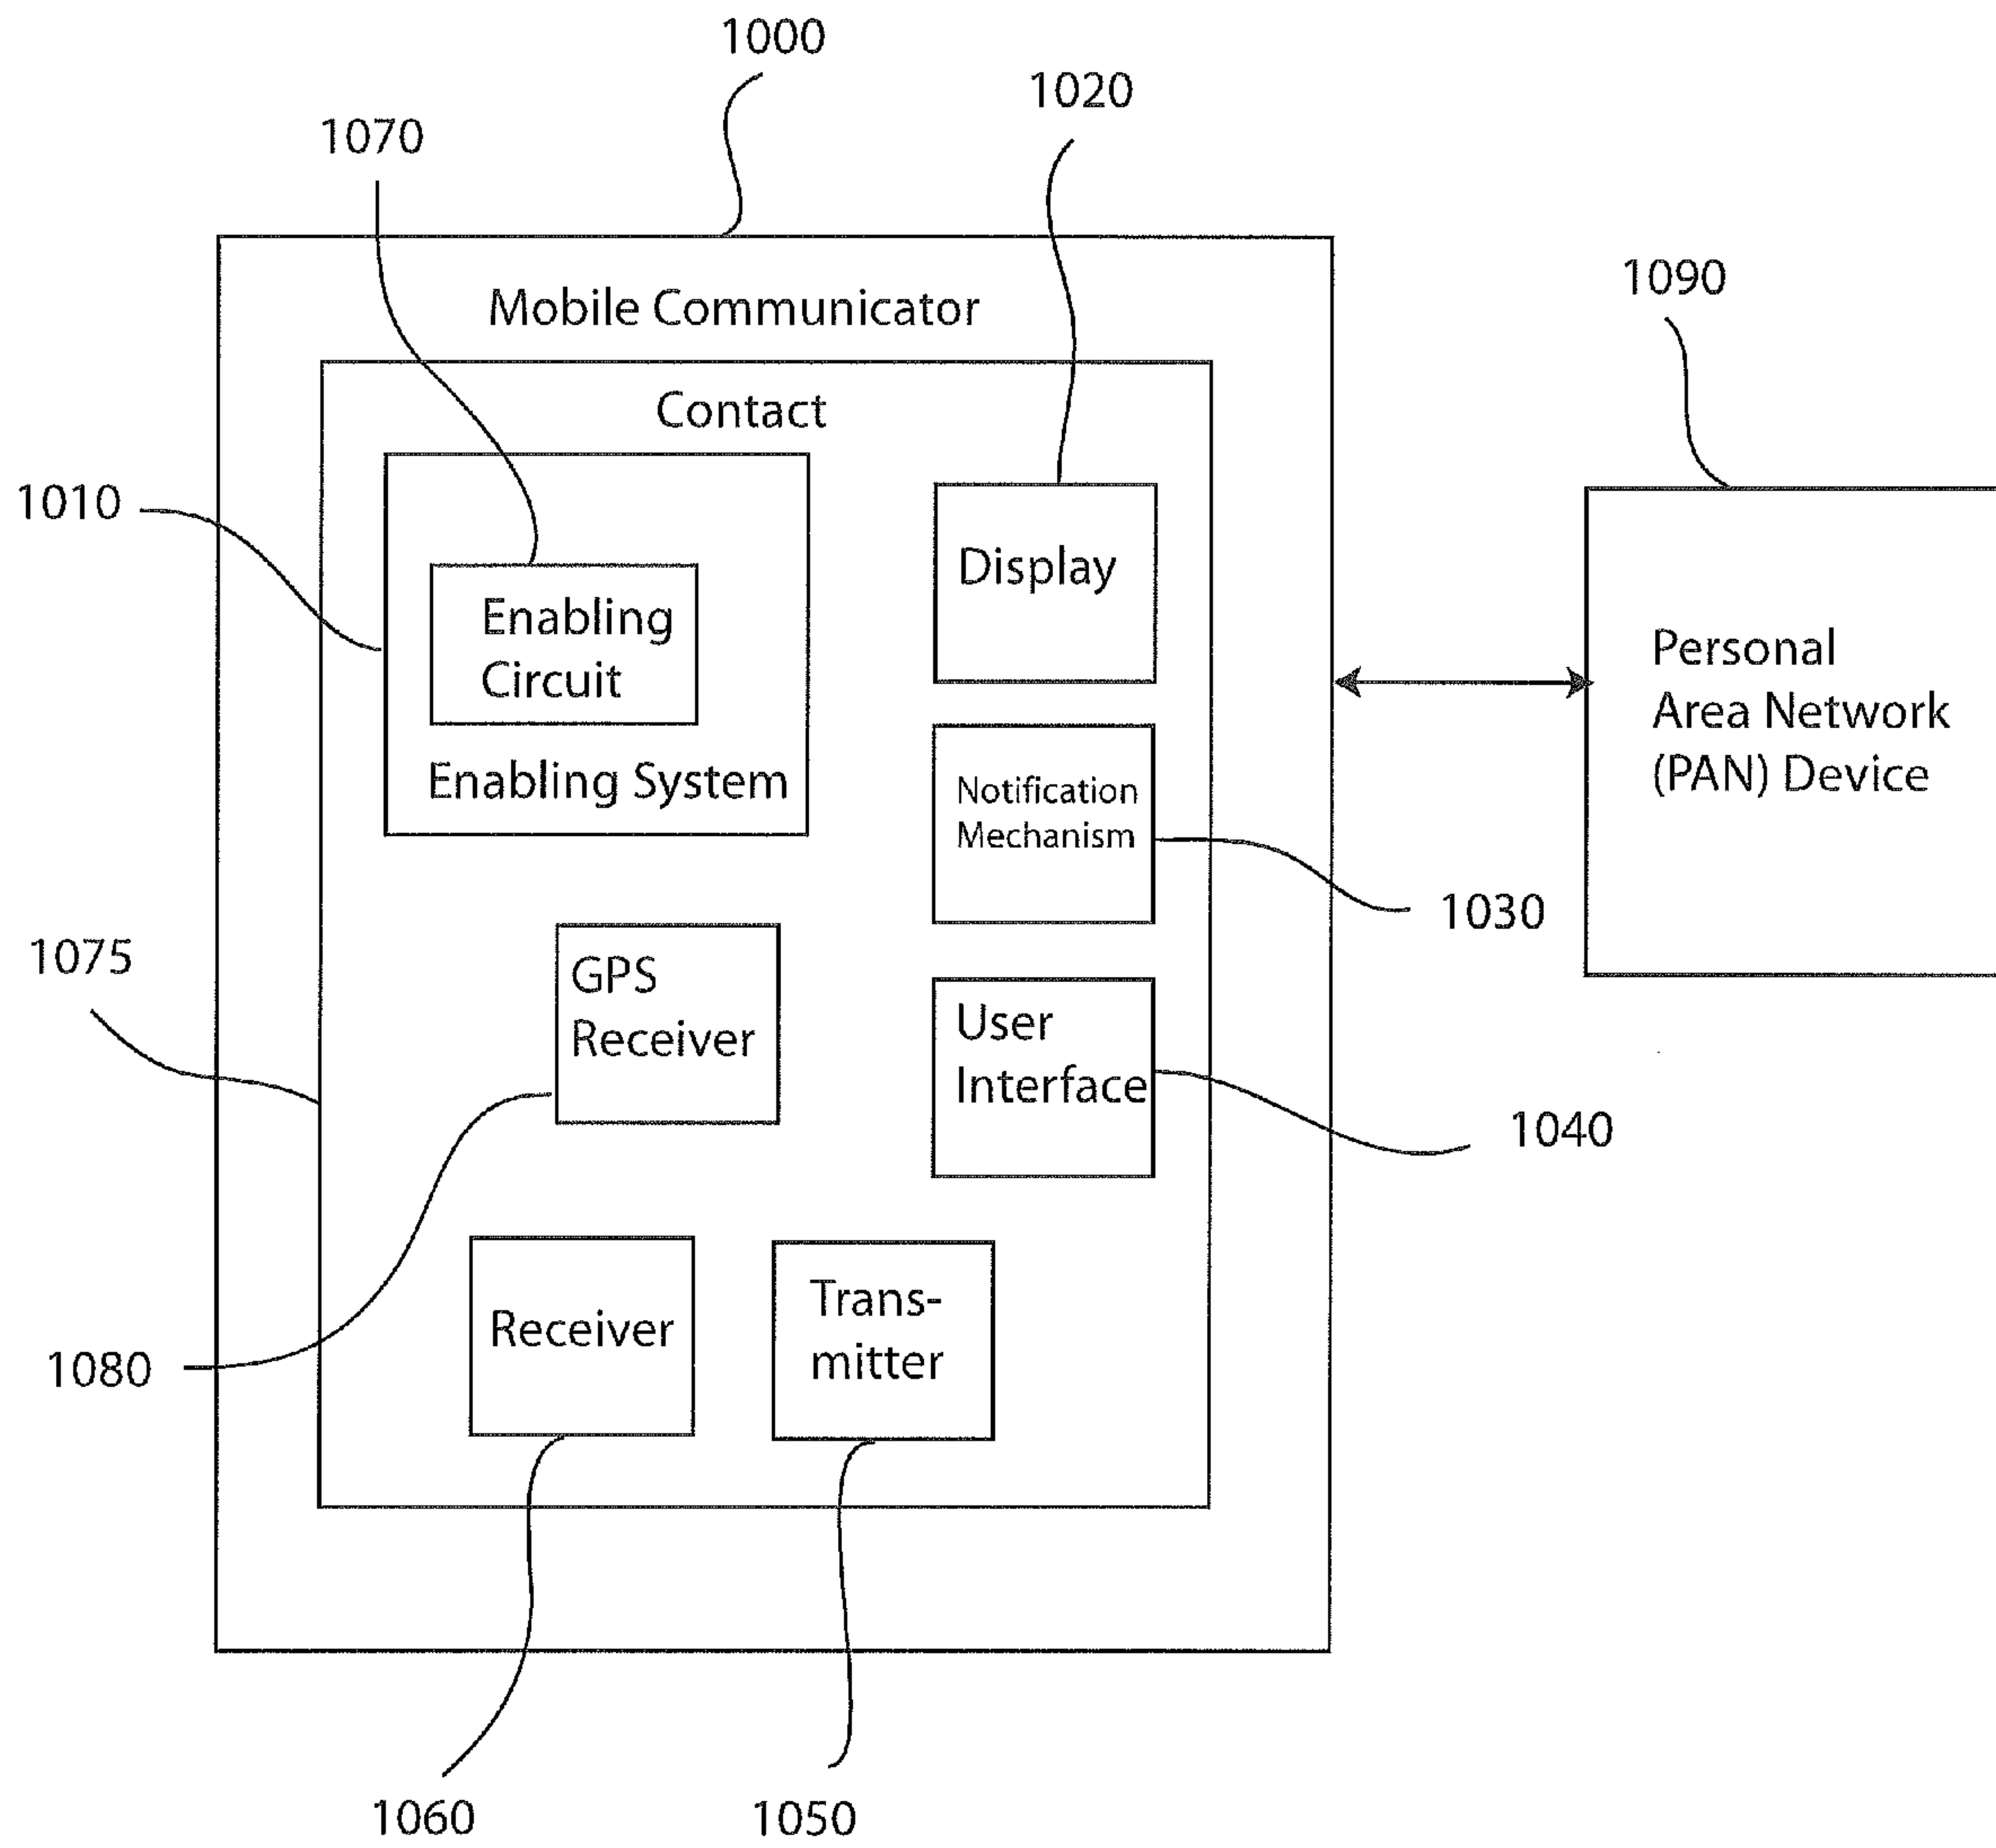 1000
1020
1070
1090
Mobile Communicator
Contact
1010
Enabling
Circuit
Enabling System
Display
Personal
Area Network
(PAN) Device
Notification
Mechanism
1030
1075
GPS
Receiver
User
Interface
1040
1080
Receiver
Trans-
mitter
1060
1050